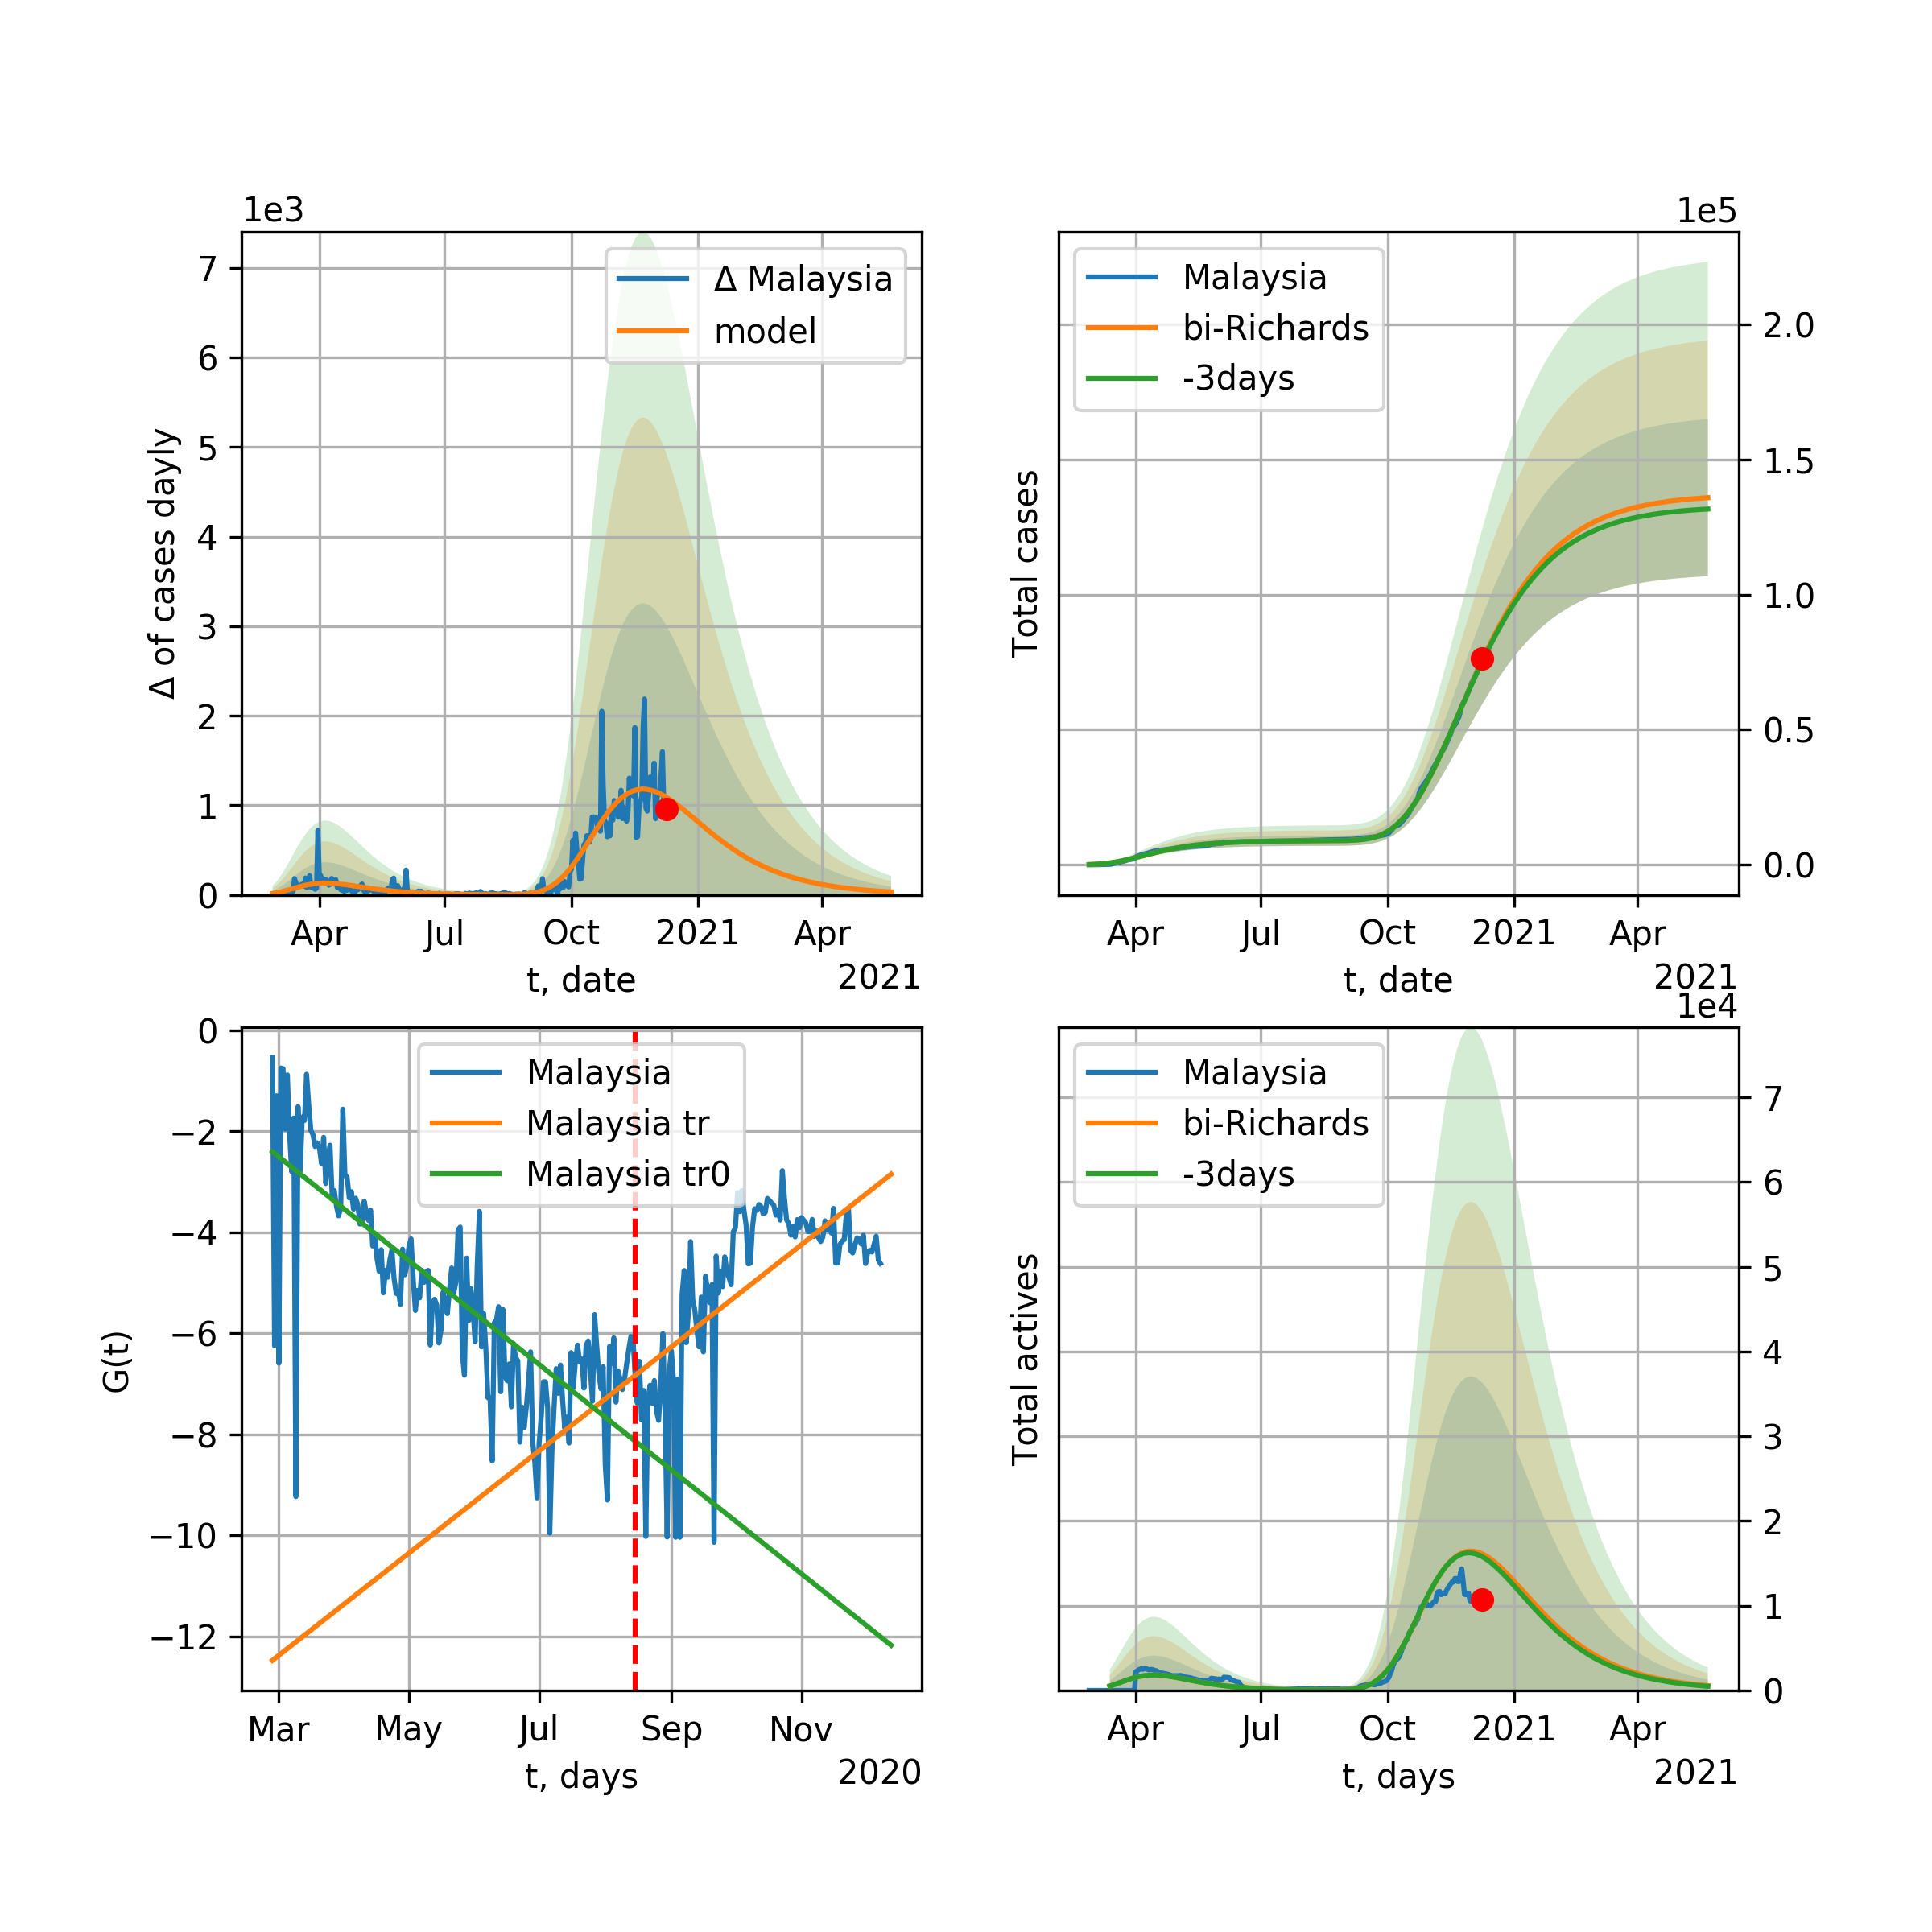 1e3
Δ of cases dayly
7
6
5
4
3
2
1
0
Δ Malaysia
model
Apr
Jul
Oct
2021
Apr
t, date
2021
1e5
Total cases
Malaysia
bi-Richards
-3days
2.0
1.5
1.0
0.5
0.0
Apr
Jul
Oct
2021
Apr
t, date
2021
G(t)
0
−2
−4
−6
−8
−10
−12
Malaysia
Malaysia tr
Malaysia tr0
Mar
May
Jul
Sep
Nov
t, days
2020
1e4
Total actives
Malaysia
bi-Richards
-3days
7
6
5
4
3
2
1
0
Apr
Jul
Oct
2021
Apr
t, days
2021